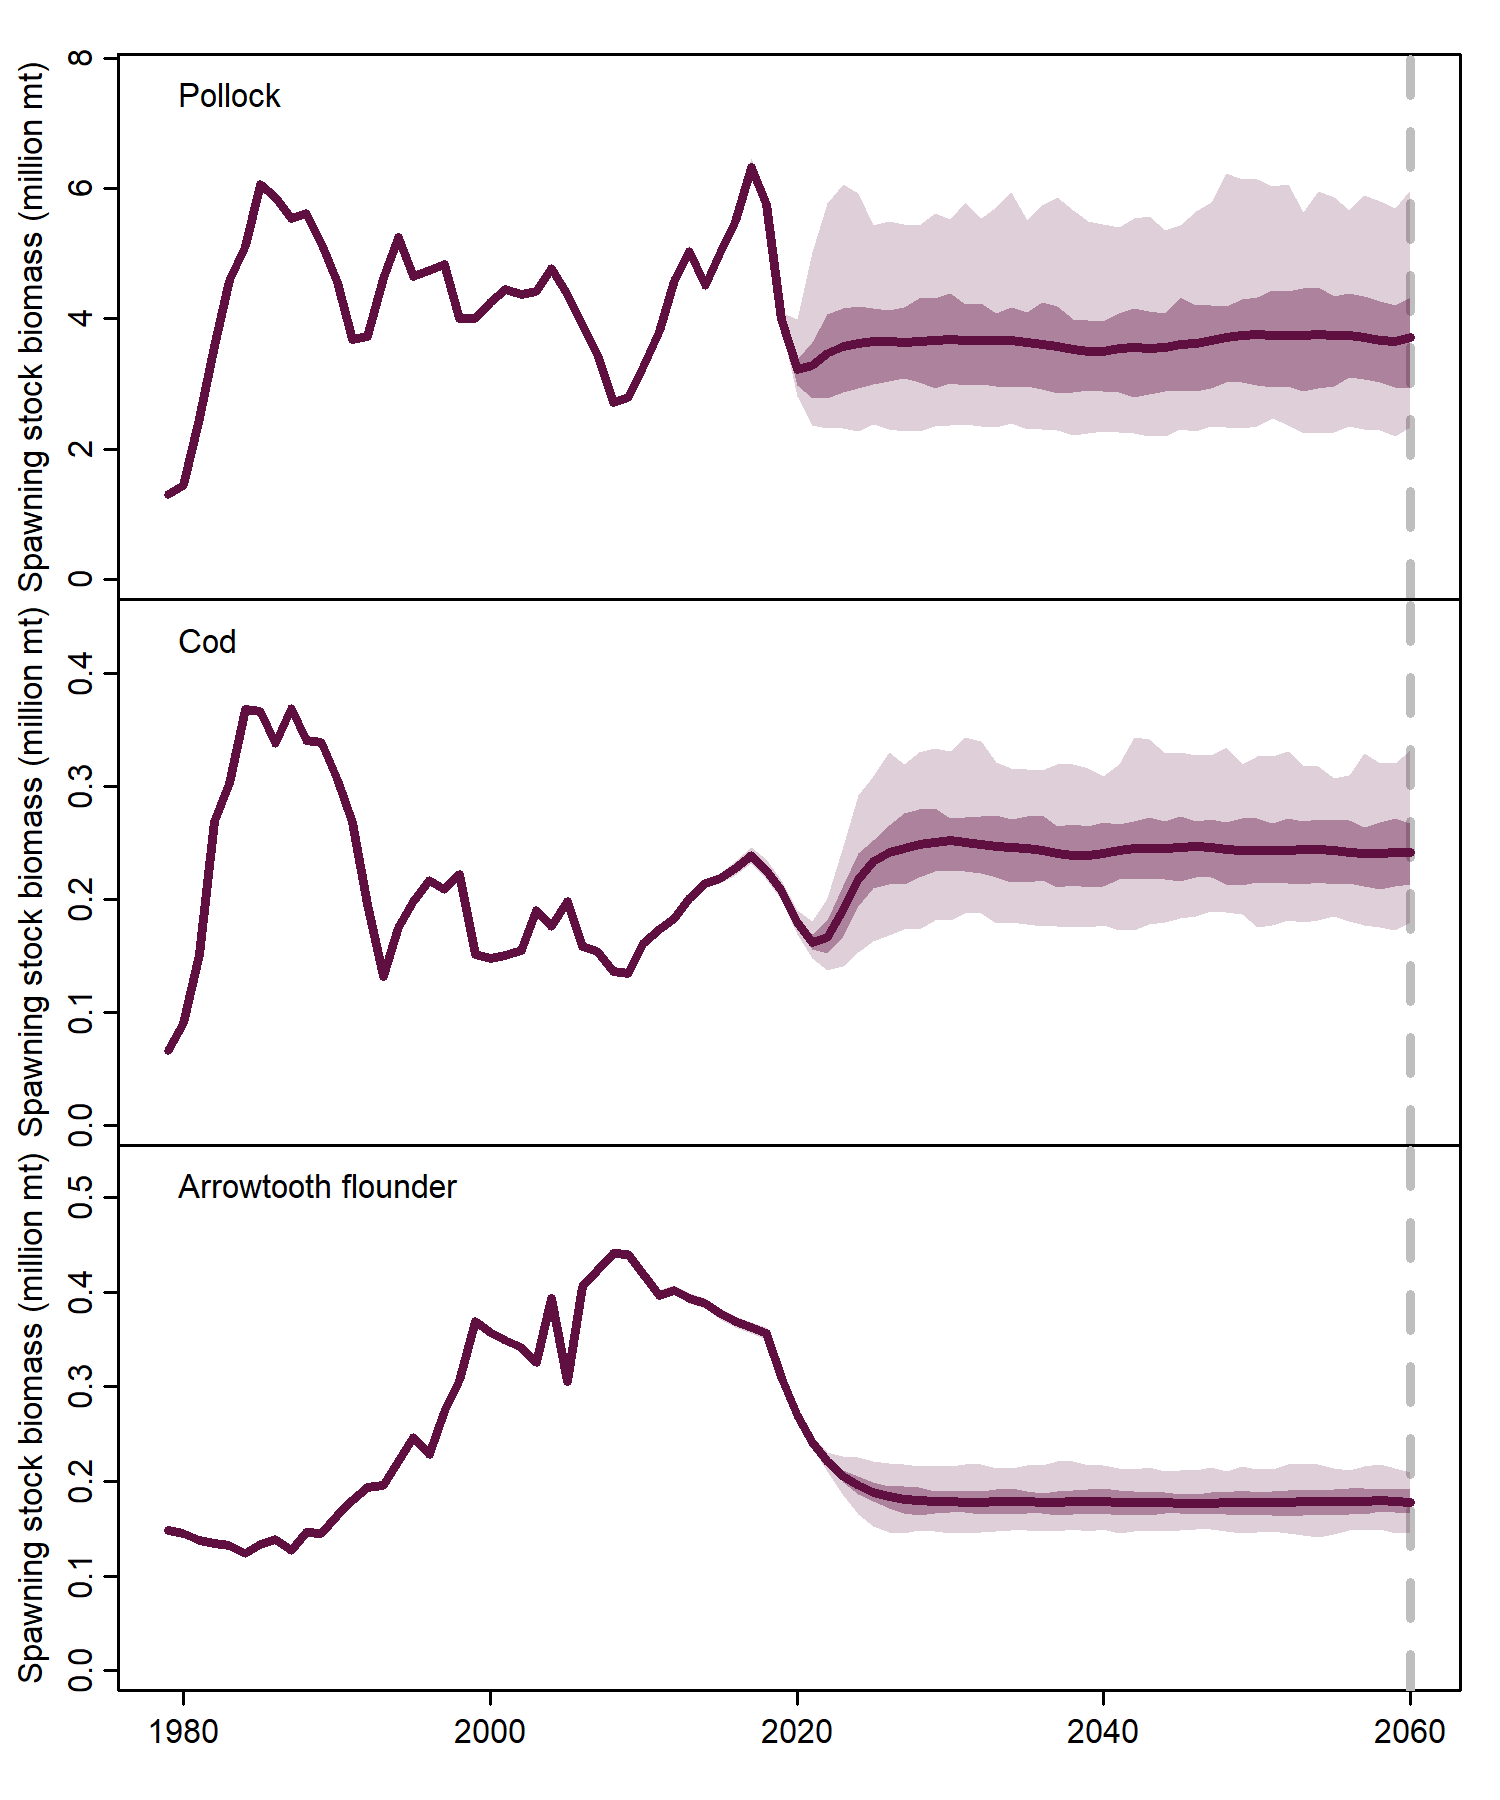 Pollock
Spawning stock biomass (million mt)
8
6
4
2
0
Cod
Spawning stock biomass (million mt)
0.4
0.3
0.2
0.1
0.0
Arrowtooth flounder
Spawning stock biomass (million mt)
0.5
0.4
0.3
0.2
0.1
0.0
1980 2000 2020 2040 2060